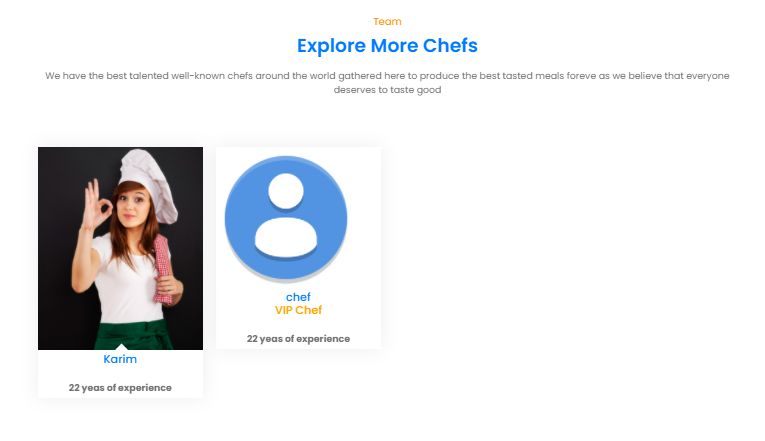 Team
Explore More Chefs
We have the best talented well-known chefs around the world gathered here to produce the best tasted meals foreve as we believe that everyone
deserves to taste good
Karim
22 yeas of experience
chef
VIP Chef
22 yeas of experience